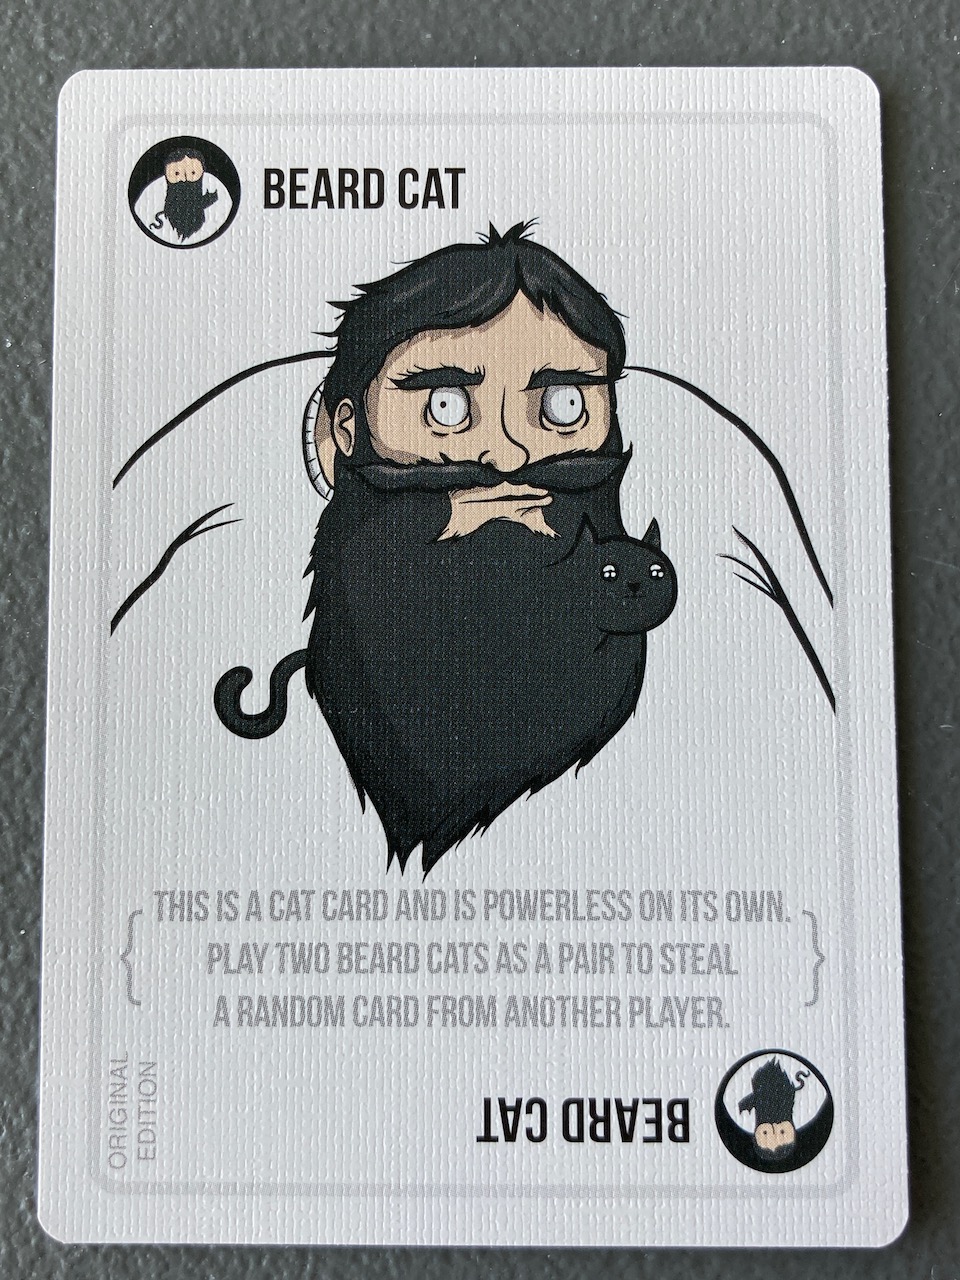 BEARD CAT
THIS IS A CAT CARD AND IS POWERLESS ON ITS OWN.
PLAY TWO BEARD CATS AS A PAIR TO STEAL
A RANDOM CARD FROM ANOTHER PLAYER.
ORIGINAL
EDITION
BEARD CAT